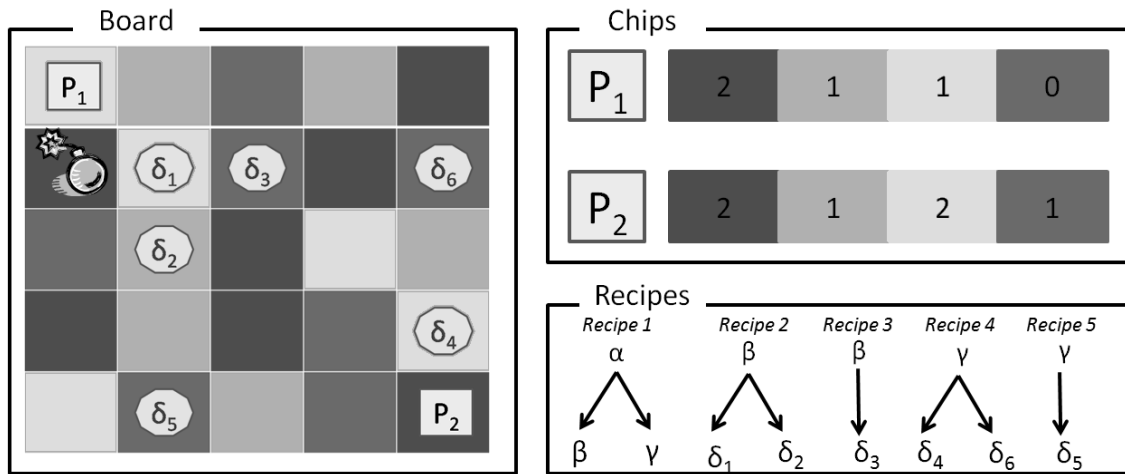 Board
P₁
δ₁ δ₃ δ₆
δ₂
δ₄
δ₅ P₂
Chips
P₁ 2 1 1 0
P₂ 2 1 2 1
Recipes
Recipe 1 Recipe 2 Recipe 3 Recipe 4 Recipe 5
α β β γ γ
β γ δ₁ δ₂ δ₃ δ₄ δ₆ δ₅